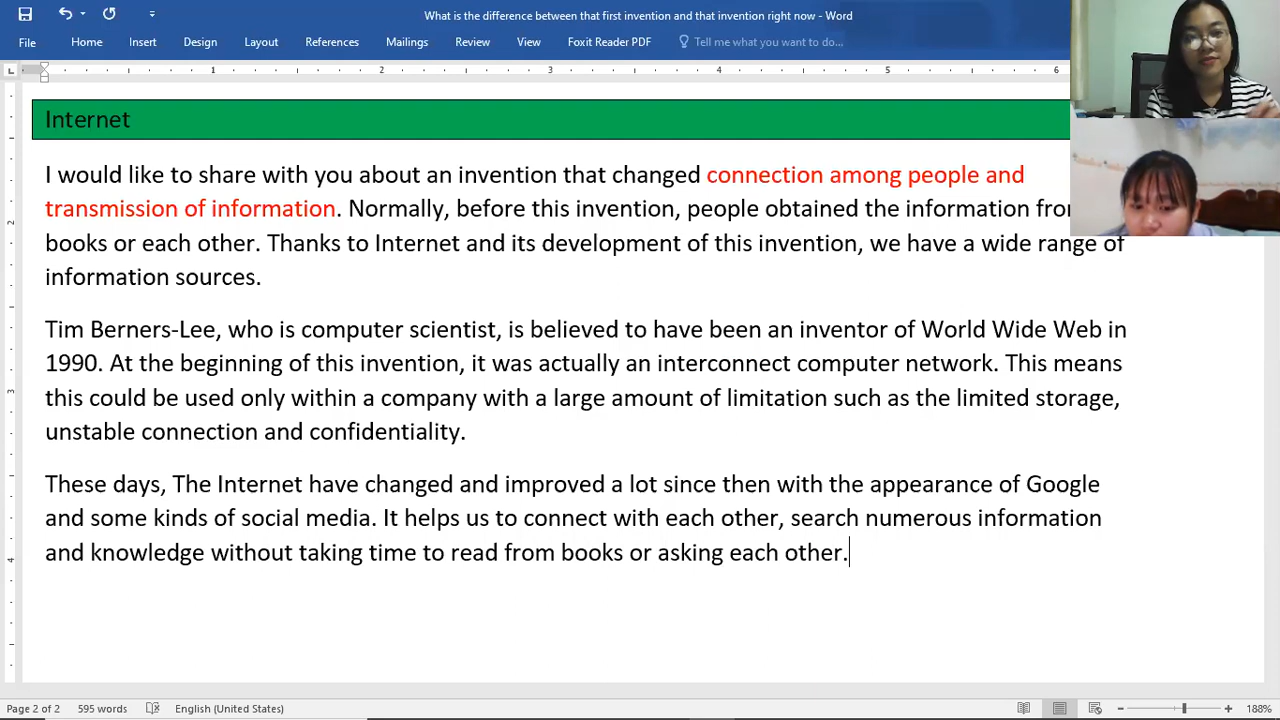 What is the difference between that first invention and that invention right now - Word
File Home Insert Design Layout References Mailings Review View Foxit Reader PDF Tell me what you want to do...
1 2 3 4 5 6
Internet
I would like to share with you about an invention that changed connection among people and
transmission of information. Normally, before this invention, people obtained the information
books or each other. Thanks to Internet and its development of this invention, we have a wide range of
information sources.
Tim Berners-Lee, who is computer scientist, is believed to have been an inventor of World Wide Web in
1990. At the beginning of this invention, it was actually an interconnect computer network. This means
this could be used only within a company with a large amount of limitation such as the limited storage,
unstable connection and confidentiality.
These days, The Internet have changed and improved a lot since then with the appearance of Google
and some kinds of social media. It helps us to connect with each other, search numerous information
and knowledge without taking time to read from books or asking each other.
Page 2 of 2 595 words English (United States) 188%